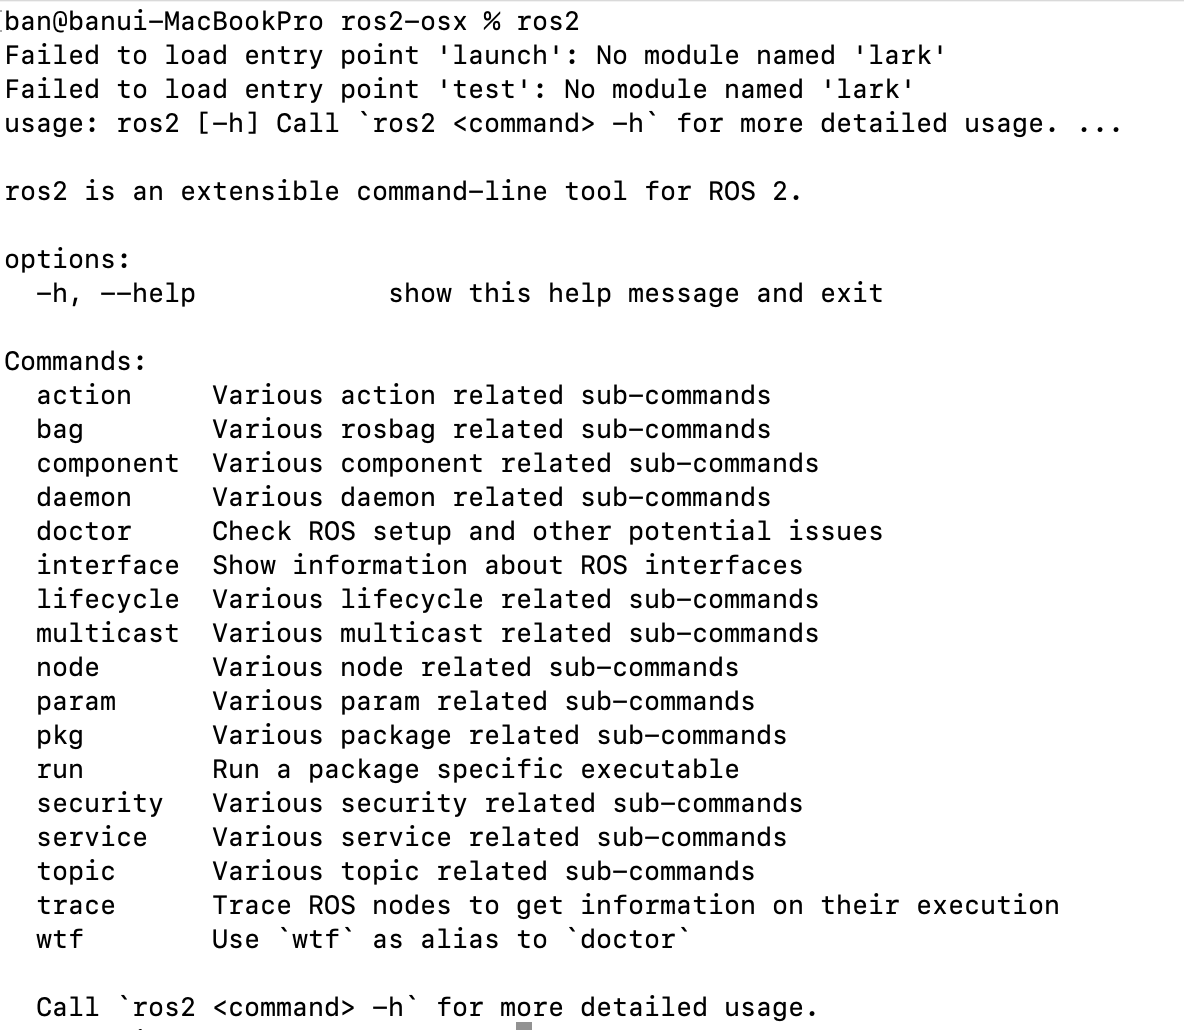 ban@banui-MacBookPro ros2-osx % ros2
Failed to load entry point 'launch': No module named 'lark'
Failed to load entry point 'test': No module named 'lark'
usage: ros2 [-h] Call `ros2 <command> -h` for more detailed usage. ...
ros2 is an extensible command-line tool for ROS 2.
options:
-h, --help show this help message and exit
Commands:
action Various action related sub-commands
bag Various rosbag related sub-commands
component Various component related sub-commands
daemon Various daemon related sub-commands
doctor Check ROS setup and other potential issues
interface Show information about ROS interfaces
lifecycle Various lifecycle related sub-commands
multicast Various multicast related sub-commands
node Various node related sub-commands
param Various param related sub-commands
pkg Various package related sub-commands
run Run a package specific executable
security Various security related sub-commands
service Various service related sub-commands
topic Various topic related sub-commands
trace Trace ROS nodes to get information on their execution
wtf Use `wtf` as alias to `doctor`
Call `ros2 <command> -h` for more detailed usage.